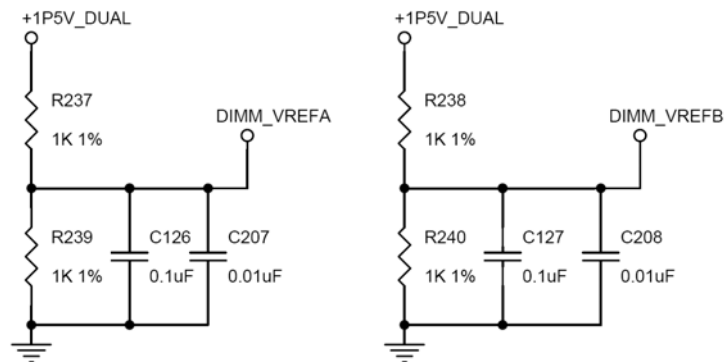 +1P5V_DUAL
R237
1K 1%
DIMM_VREFA
R239
1K 1%
C126
0.1uF
C207
0.01uF
+1P5V_DUAL
R238
1K 1%
DIMM_VREFB
R240
1K 1%
C127
0.1uF
C208
0.01uF